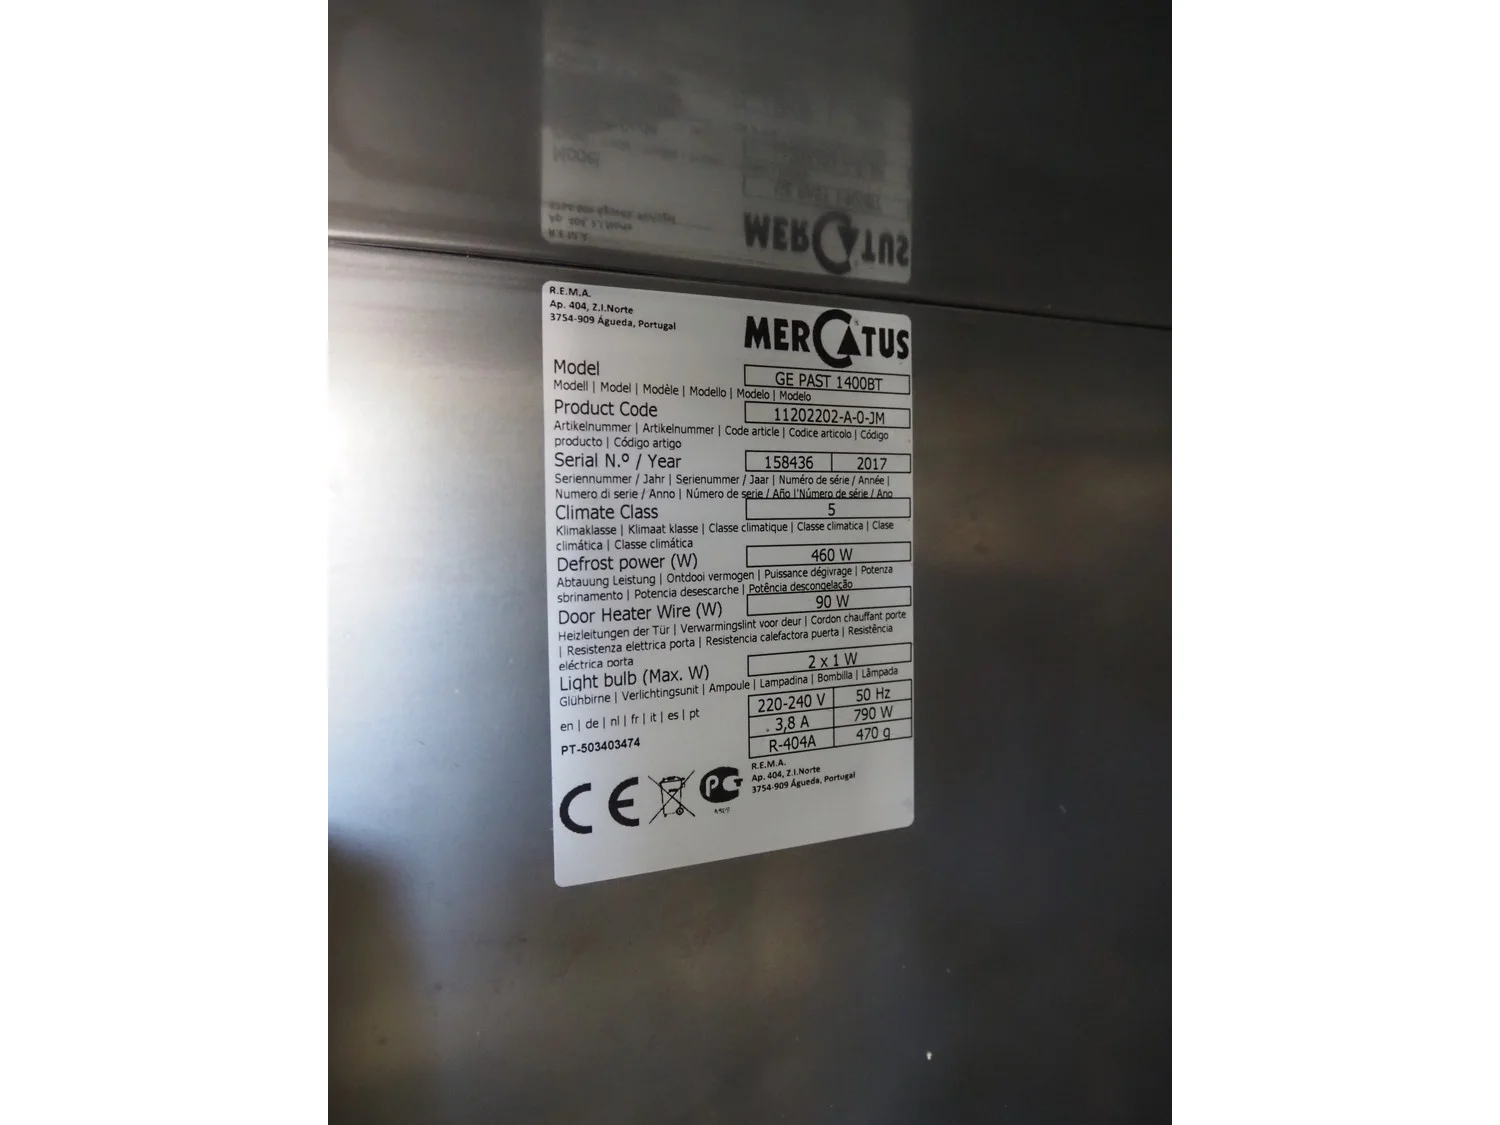 R.E.M.A.
Ap. 404, Z.I.Norte
3754-909 Águeda, Portugal
MERCATUS
Model
GE PAST 1400BT
Modell | Model | Modèle | Modello | Modelo | Modelo
Product Code
11202202-A-0-JM
Artikelnummer | Artikelnummer | Code article | Codice articolo | Código
producto | Código artigo
Serial N.º / Year
158436 2017
Seriennummer / Jahr | Serienummer / Jaar | Numéro de série / Année |
Numero di serie / Anno | Número de serie / Año l'Número de série / Ano
Climate Class
5
Klimaklasse | Klimaat klasse | Classe climatique | Classe climatica | Clase
climática | Classe climática
Defrost power (W)
460 W
Abtauung Leistung | Ontdooi vermogen | Puissance dégivrage | Potenza
sbrinamento | Potencia desescarche | Potência descongelação
Door Heater Wire (W)
90 W
Heizleitungen der Tür | Verwarmingslint voor deur | Cordon chauffant porte
| Resistenza elettrica porta | Resistencia calefactora puerta | Resistência
eléctrica porta
Light bulb (Max. W)
2 x 1 W
Glühbirne | Verlichtingsunit | Ampoule | Lampadina | Bombilla | Lâmpada
220-240 V 50 Hz
en | de | nl | fr | it | es | pt
3,8 A 790 W
PT-503403474
R-404A 470 g
R.E.M.A.
Ap. 404, Z.I.Norte
3754-909 Águeda, Portugal
CE